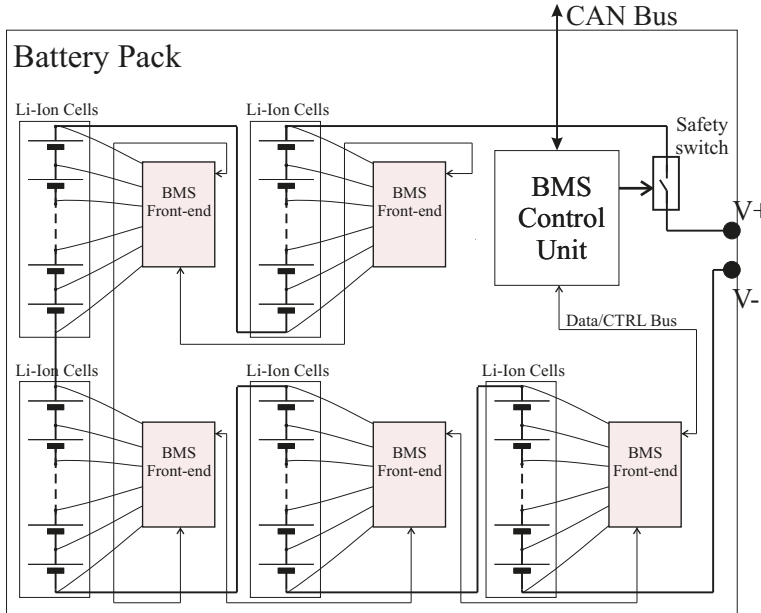 CAN Bus
Battery Pack
Li-Ion Cells
Li-Ion Cells
Safety
switch
BMS
Front-end
BMS
Front-end
BMS
Control
Unit
V+
V-
Data/CTRL Bus
Li-Ion Cells
Li-Ion Cells
Li-Ion Cells
BMS
Front-end
BMS
Front-end
BMS
Front-end